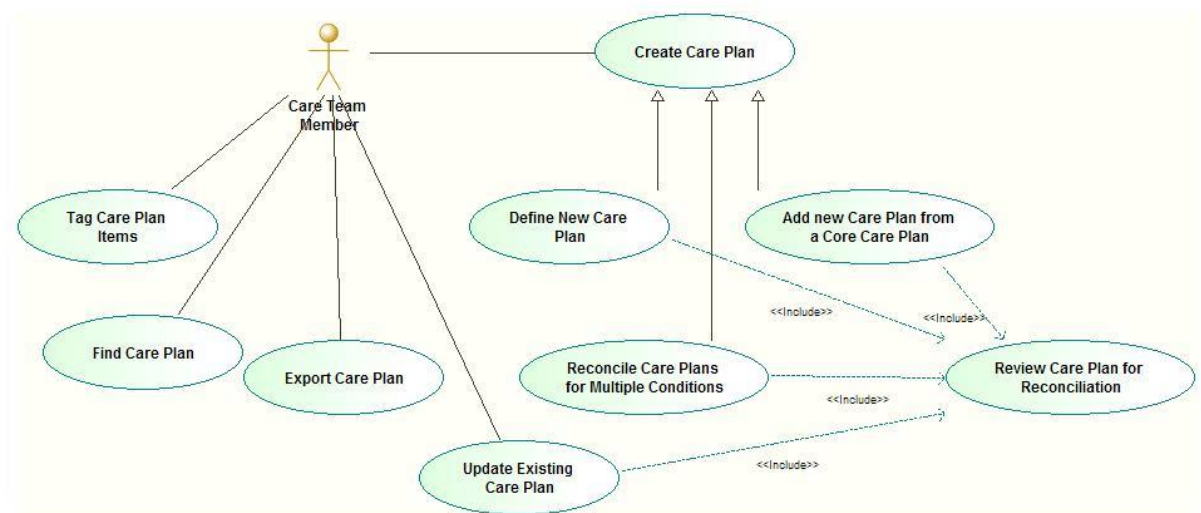 Create Care Plan
Care Team
Member
Tag Care Plan
Items
Define New Care
Plan
Add new Care Plan from
a Core Care Plan
<<Include>>
<<Include>>
Find Care Plan
Export Care Plan
Reconcile Care Plans
for Multiple Conditions
Review Care Plan for
Reconciliation
<<Include>>
Update Existing
Care Plan
<<Include>>